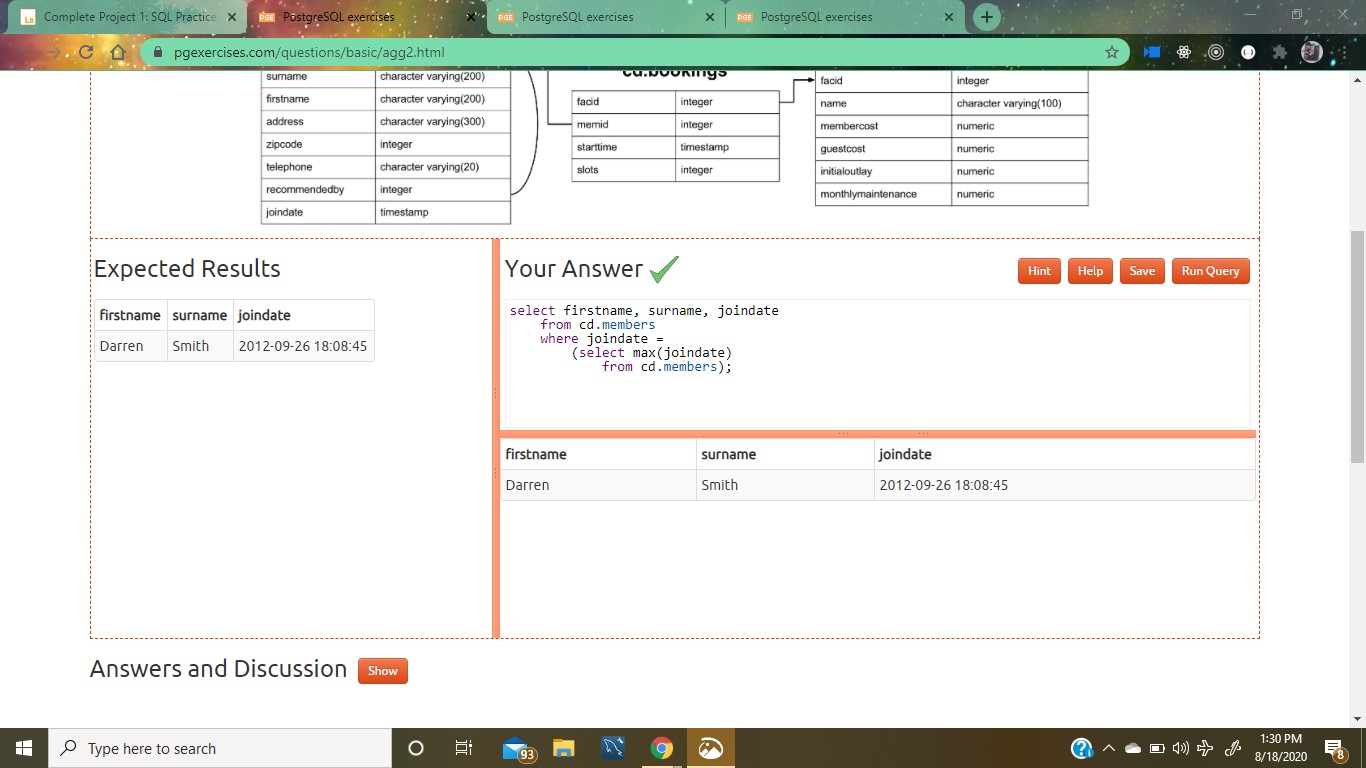 Complete Project 1: SQL Practice
PGE PostgreSQL exercises
PGE PostgreSQL exercises
PGE PostgreSQL exercises
pgexercises.com/questions/basic/agg2.html
surname character varying(200)
firstname character varying(200)
address character varying(300)
zipcode integer
telephone character varying(20)
recommendedby integer
joindate timestamp
cd.bookings
facid integer
memid integer
starttime timestamp
slots integer
facid integer
name character varying(100)
membercost numeric
guestcost numeric
initialoutlay numeric
monthlymaintenance numeric
Expected Results
firstname surname joindate
Darren Smith 2012-09-26 18:08:45
Your Answer
Hint Help Save Run Query
select firstname, surname, joindate
from cd.members
where joindate =
(select max(joindate)
from cd.members);
firstname surname joindate
Darren Smith 2012-09-26 18:08:45
Answers and Discussion Show
Type here to search
93
1:30 PM
8/18/2020
8